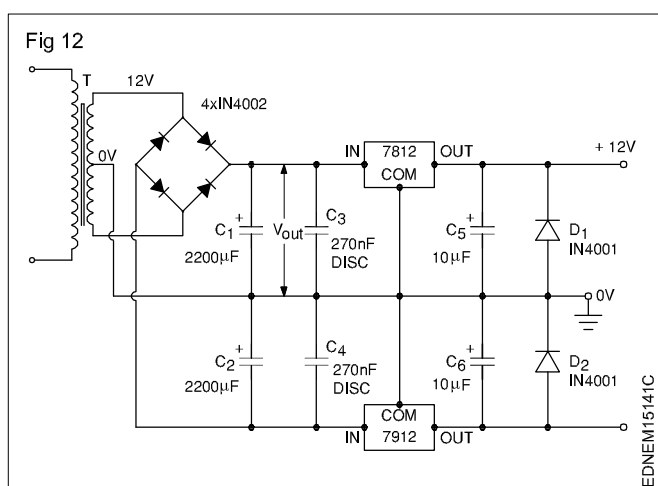 Fig 12
T
12V
4xIN4002
0V
IN
7812
COM
OUT
+ 12V
C1
+
2200µF
Vout
C3
270nF
DISC
C5
+
10µF
D1
IN4001
0V
C2
+
2200µF
C4
270nF
DISC
C6
+
10µF
D2
IN4001
IN
COM
7912
OUT
EDNEM15141C